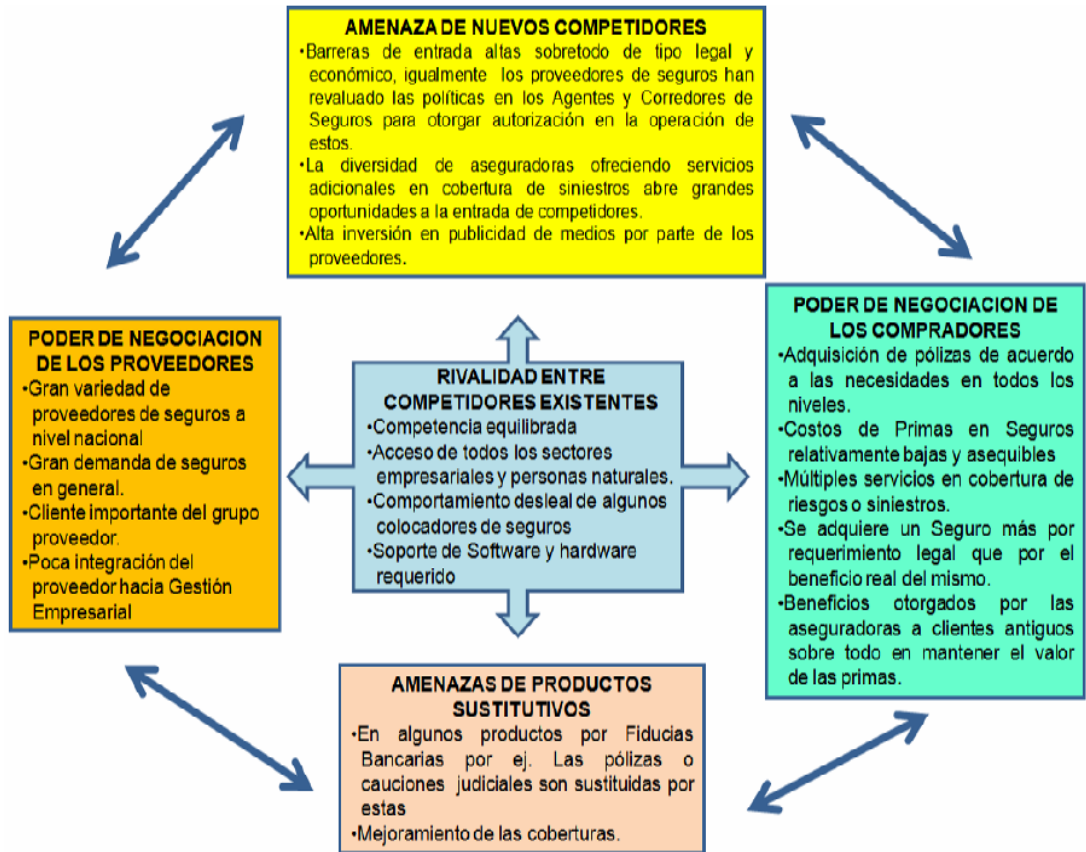 AMENAZA DE NUEVOS COMPETIDORES
•Barreras de entrada altas sobretodo de tipo legal y
económico, igualmente los proveedores de seguros han
revaluado las políticas en los Agentes y Corredores de
Seguros para otorgar autorización en la operación de
estos.
•La diversidad de aseguradoras ofreciendo servicios
adicionales en cobertura de siniestros abre grandes
oportunidades a la entrada de competidores.
•Alta inversión en publicidad de medios por parte de los
proveedores.
PODER DE NEGOCIACION
DE LOS PROVEEDORES
•Gran variedad de
proveedores de seguros a
nivel nacional
•Gran demanda de seguros
en general.
•Cliente importante del grupo
proveedor.
•Poca integración del
proveedor hacia Gestión
Empresarial
RIVALIDAD ENTRE
COMPETIDORES EXISTENTES
•Competencia equilibrada
•Acceso de todos los sectores
empresariales y personas naturales.
•Comportamiento desleal de algunos
colocadores de seguros
•Soporte de Software y hardware
requerido
PODER DE NEGOCIACION DE
LOS COMPRADORES
•Adquisición de pólizas de acuerdo
a las necesidades en todos los
niveles.
•Costos de Primas en Seguros
relativamente bajas y asequibles
•Múltiples servicios en cobertura de
riesgos o siniestros.
•Se adquiere un Seguro más por
requerimiento legal que por el
beneficio real del mismo.
•Beneficios otorgados por las
aseguradoras a clientes antiguos
sobre todo en mantener el valor
de las primas.
AMENAZAS DE PRODUCTOS
SUSTITUTIVOS
•En algunos productos por Fiducias
Bancarias por ej. Las pólizas o
cauciones judiciales son sustituidas por
estas
•Mejoramiento de las coberturas.